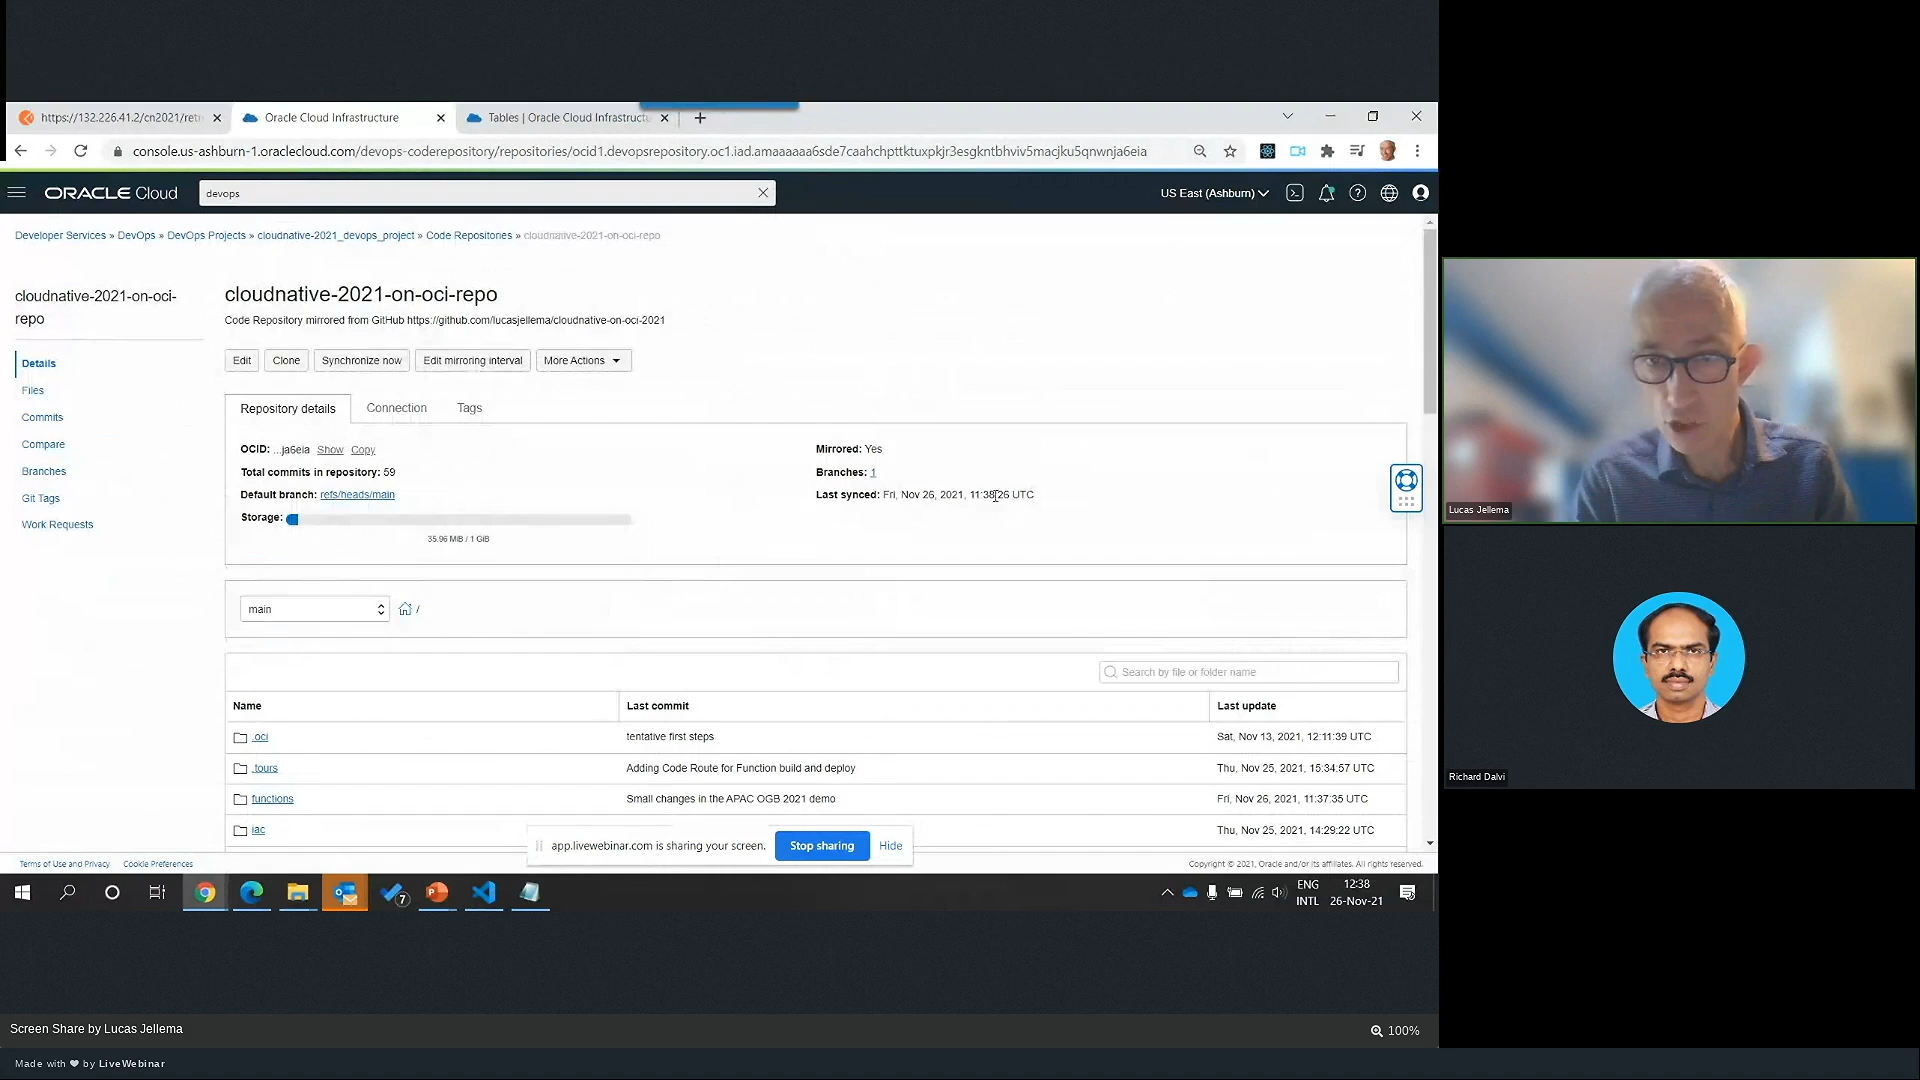 https://132.226.41.2/cn2021/retr
Oracle Cloud Infrastructure
Tables | Oracle Cloud Infrastructu
console.us-ashburn-1.oraclecloud.com/devops-coderepository/repositories/ocid1.devopsrepository.oc1.iad.amaaaaaa6sde7caahchpttktuxpkjr3esgkntbhviv5macjku5qnwnja6eia
ORACLE Cloud
devops
US East (Ashburn)
Developer Services » DevOps » DevOps Projects » cloudnative-2021_devops_project » Code Repositories » cloudnative-2021-on-oci-repo
cloudnative-2021-on-oci-
repo
Details
Files
Commits
Compare
Branches
Git Tags
Work Requests
cloudnative-2021-on-oci-repo
Code Repository mirrored from GitHub https://github.com/lucasjellema/cloudnative-on-oci-2021
Edit
Clone
Synchronize now
Edit mirroring interval
More Actions
Repository details
Connection
Tags
OCID: ...ja6eia Show Copy
Total commits in repository: 59
Default branch: refs/heads/main
Storage:
35.96 MiB / 1 GiB
Mirrored: Yes
Branches: 1
Last synced: Fri, Nov 26, 2021, 11:38:26 UTC
main
/
Search by file or folder name
Name Last commit Last update
.oci tentative first steps Sat, Nov 13, 2021, 12:11:39 UTC
.tours Adding Code Route for Function build and deploy Thu, Nov 25, 2021, 15:34:57 UTC
functions Small changes in the APAC OGB 2021 demo Fri, Nov 26, 2021, 11:37:35 UTC
iac Thu, Nov 25, 2021, 14:29:22 UTC
app.livewebinar.com is sharing your screen.
Stop sharing
Hide
Terms of Use and Privacy
Cookie Preferences
Copyright © 2021, Oracle and/or its affiliates. All rights reserved.
7
ENG
INTL
12:38
26-Nov-21
Lucas Jellema
Richard Dalvi
Screen Share by Lucas Jellema
100%
Made with ❤ by LiveWebinar